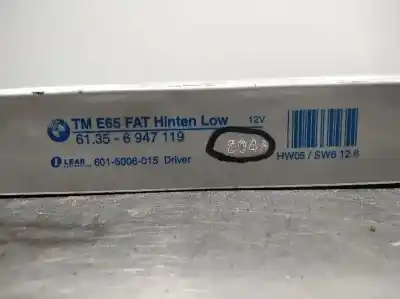 TM E65 FAT Hinten Low 12V
61.35 - 6 947 119
LEAR 601-5006-015 Driver
HW05 / SW6 12.6